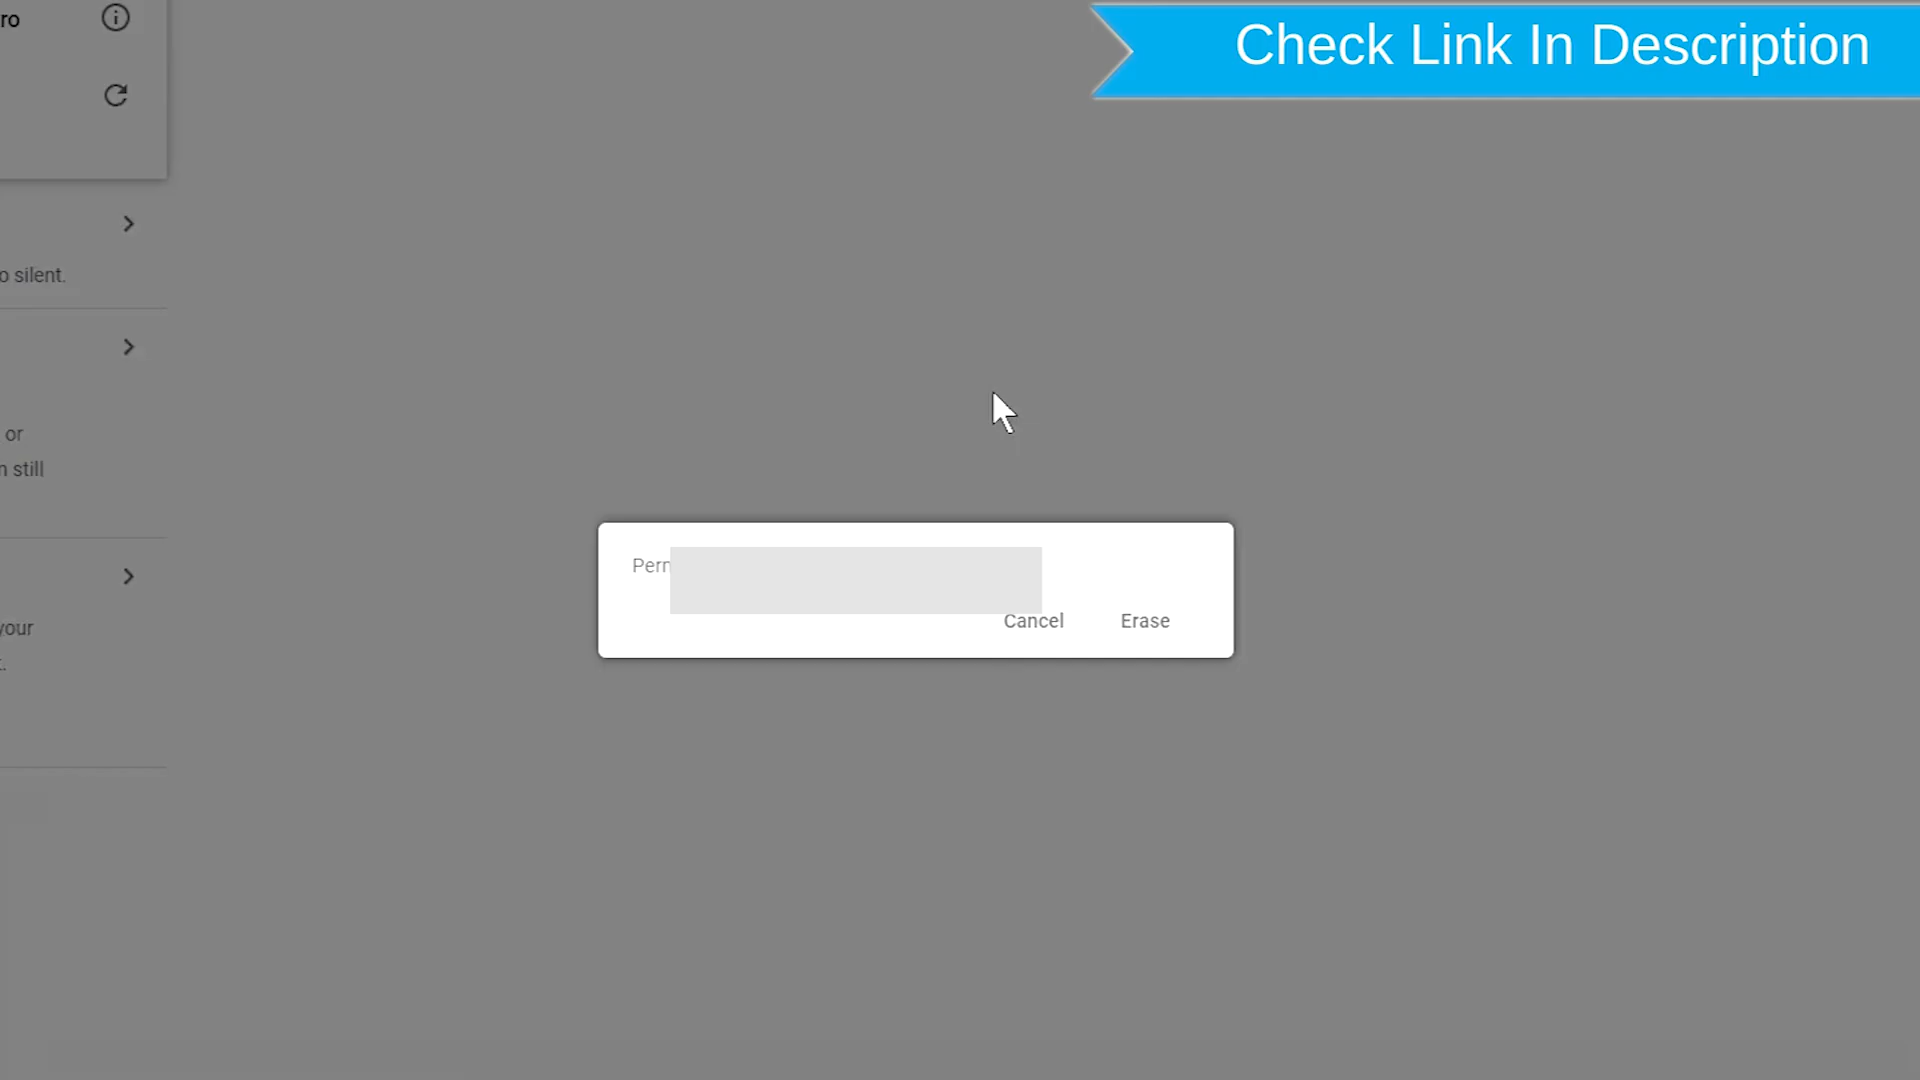 Check Link In Description
ro
o silent.
or
n still
your
Perr
Cancel
Erase